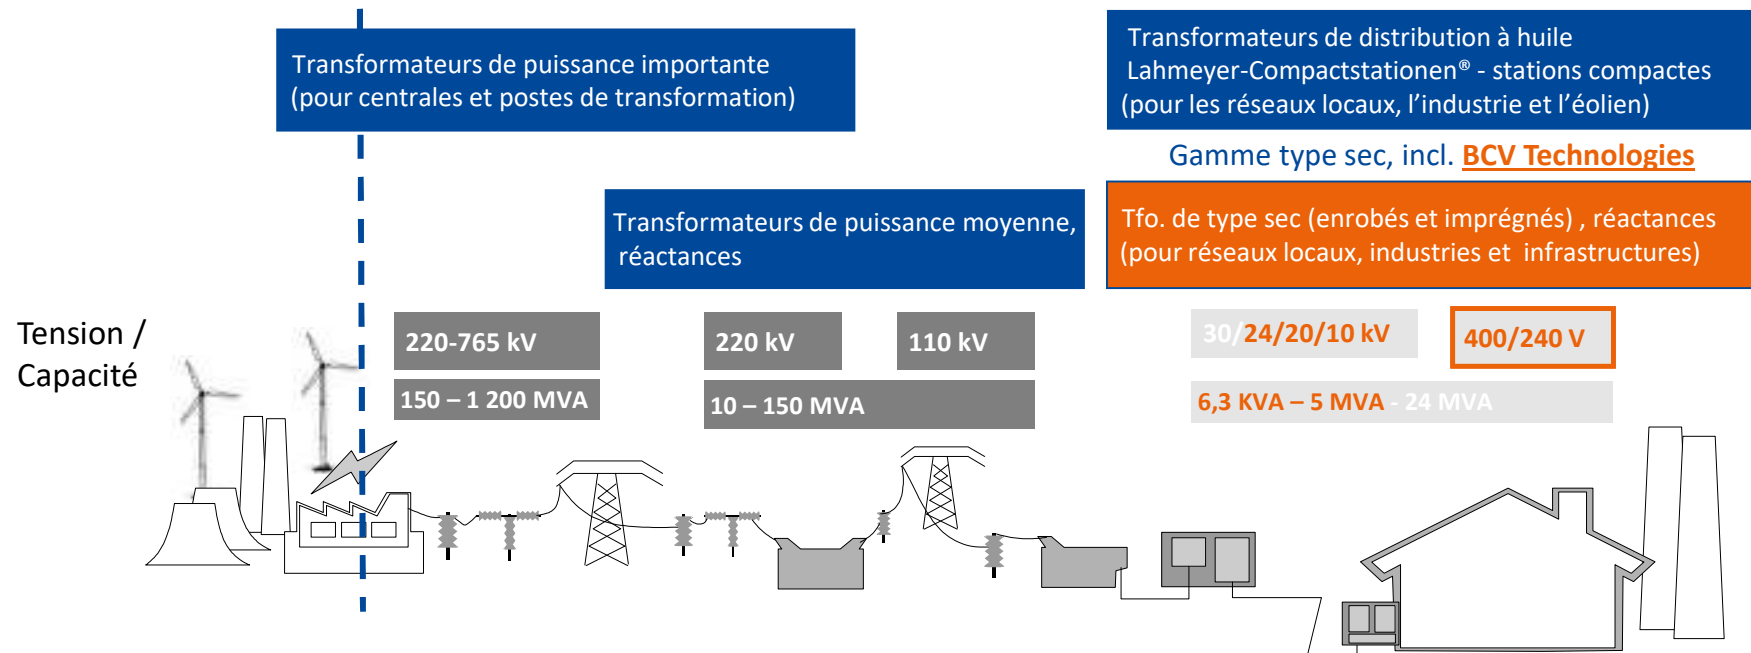 Transformateurs de puissance importante
(pour centrales et postes de transformation)
Transformateurs de distribution à huile
Lahmeyer-Compactstationen® - stations compactes
(pour les réseaux locaux, l’industrie et l’éolien)
Gamme type sec, incl. BCV Technologies
Transformateurs de puissance moyenne,
réactances
Tfo. de type sec (enrobés et imprégnés) , réactances
(pour réseaux locaux, industries et infrastructures)
Tension /
Capacité
220-765 kV
220 kV
110 kV
30/24/20/10 kV
400/240 V
150 – 1 200 MVA
10 – 150 MVA
6,3 KVA – 5 MVA - 24 MVA